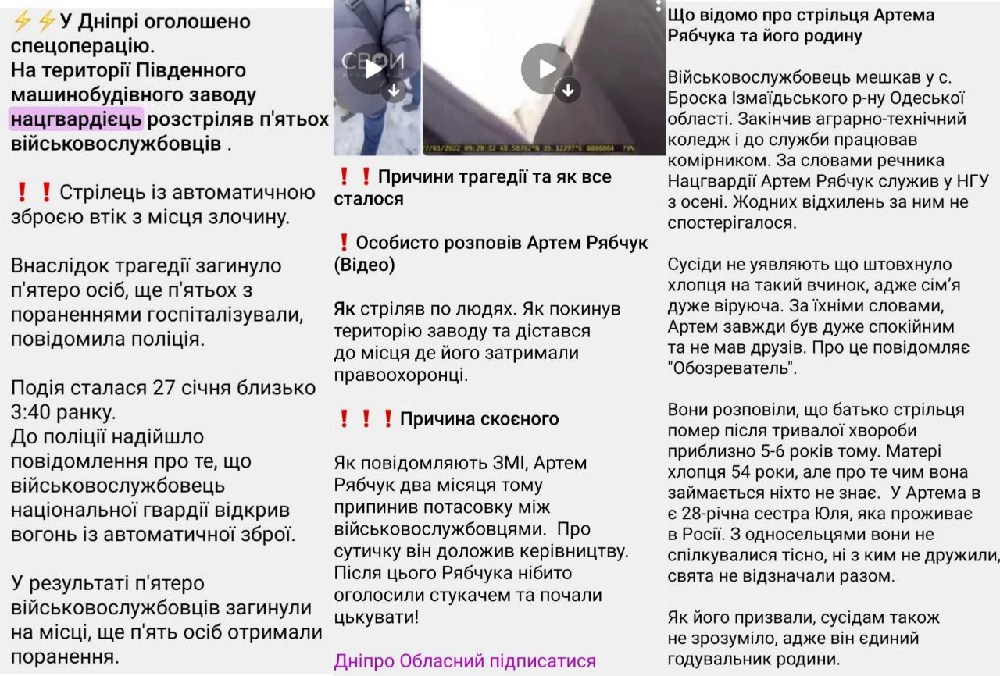 ⚡⚡У Дніпрі оголошено
спецоперацію.
На території Південного
машинобудівного заводу
нацгвардієць розстріляв п'ятьох
військовослужбовців .
❗❗Стрілець із автоматичною
зброєю втік з місця злочину.
Внаслідок трагедії загинуло
п'ятеро осіб, ще п'ятьох з
пораненнями госпіталізували,
повідомила поліція.
Подія сталася 27 січня близько
3:40 ранку.
До поліції надійшло
повідомлення про те, що
військовослужбовець
національної гвардії відкрив
вогонь із автоматичної зброї.
У результаті п'ятеро
військовослужбовців загинули
на місці, ще п'ять осіб отримали
поранення.
СВОИ
27/01/2022 09:29:32 48.58702°N 35.12297°E 0006864 79%
❗❗Причини трагедії та як все
сталося
❗Особисто розповів Артем Рябчук
(Відео)
Як стріляв по людях. Як покинув
територію заводу та дістався
до місця де його затримали
правоохоронці.
❗❗❗Причина скоєного
Як повідомляють ЗМІ, Артем
Рябчук два місяця тому
припинив потасовку між
військовослужбовцями.  Про
сутичку він доложив керівництву.
Після цього Рябчука нібито
оголосили стукачем та почали
цькувати!
Дніпро Обласний підписатися
Що відомо про стрільця Артема
Рябчука та його родину
Військовослужбовець мешкав у с.
Броска Ізмаїдьського р-ну Одеської
області. Закінчив аграрно-технічний
коледж і до служби працював
комірником. За словами речника
Нацгвардії Артем Рябчук служив у НГУ
з осені. Жодних відхилень за ним не
спостерігалося.
Сусіди не уявляють що штовхнуло
хлопця на такий вчинок, адже сім’я
дуже віруюча. За їхніми словами,
Артем завжди був дуже спокійним
та не мав друзів. Про це повідомляє
"Обозреватель".
Вони розповіли, що батько стрільця
помер після тривалої хвороби
приблизно 5-6 років тому. Матері
хлопця 54 роки, але про те чим вона
займається ніхто не знає.  У Артема в
є 28-річна сестра Юля, яка проживає
в Росії. З односельцями вони не
спілкувалися тісно, ні з ким не дружили,
свята не відзначали разом.
Як його призвали, сусідам також
не зрозуміло, адже він єдиний
годувальник родини.